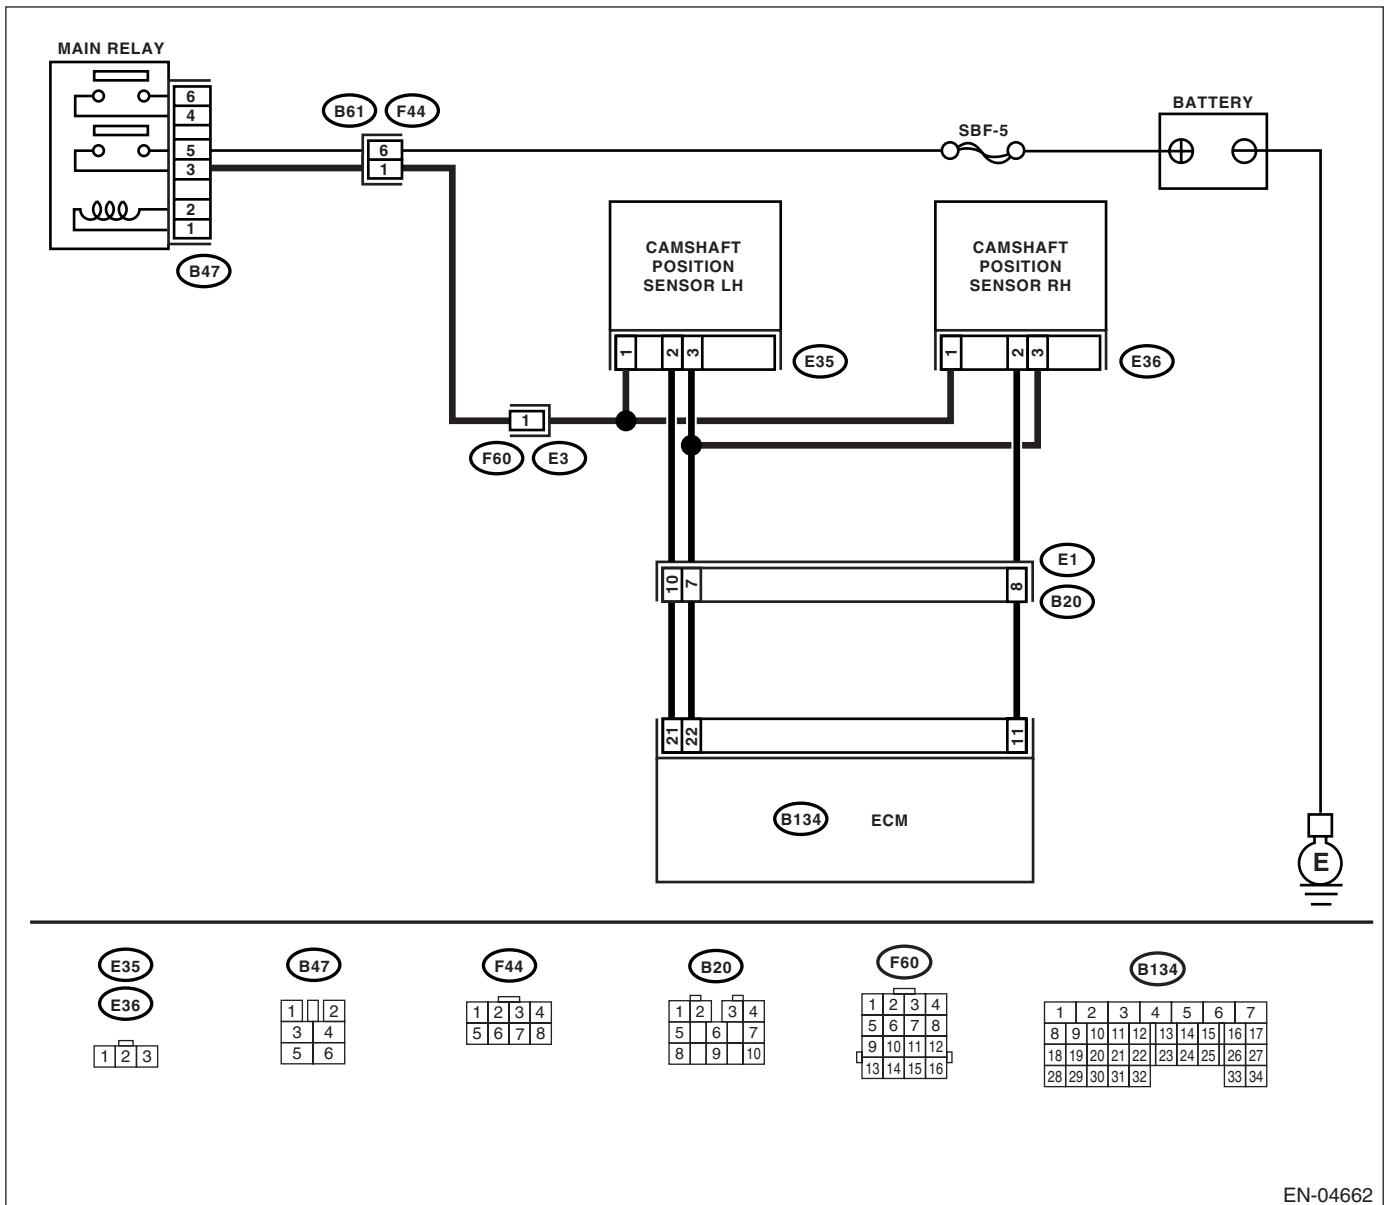 MAIN RELAY
6
4
5
3
2
1
B47
B61 F44
6
1
SBF-5
BATTERY
CAMSHAFT
POSITION
SENSOR LH
1 2 3
E35
CAMSHAFT
POSITION
SENSOR RH
1 2 3
E36
1
F60 E3
E1
10 7 8
B20
21 22 11
B134 ECM
E
E35
E36
1 2 3
B47
1 2
3 4
5 6
F44
1 2 3 4
5 6 7 8
B20
1 2 3 4
5 6 7
8 9 10
F60
1 2 3 4
5 6 7 8
9 10 11 12
13 14 15 16
B134
1 2 3 4 5 6 7
8 9 10 11 12 13 14 15 16 17
18 19 20 21 22 23 24 25 26 27
28 29 30 31 32 33 34
EN-04662